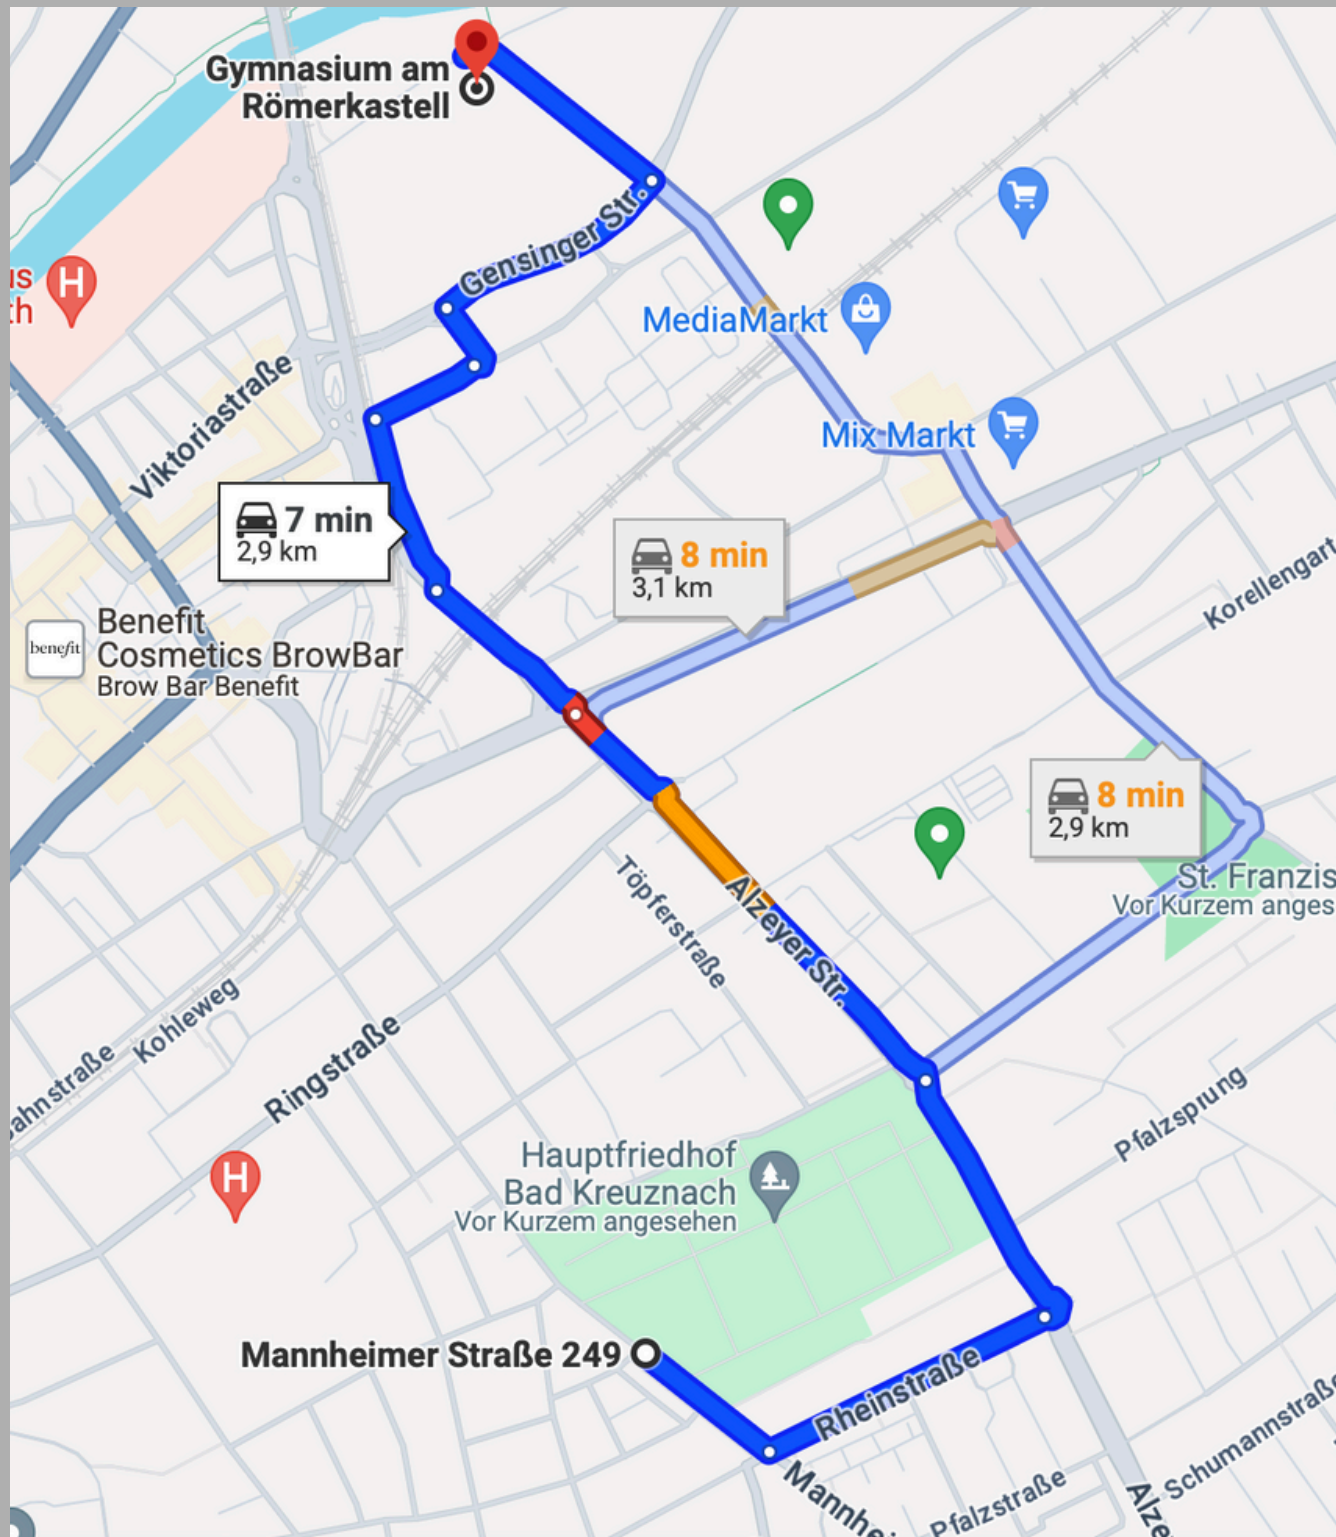 Gymnasium am
Römerkastell
Gensinger Str.
H
MediaMarkt
Viktoriastraße
Mix Markt
7 min
2,9 km
8 min
3,1 km
Korellengart
benefit
Benefit
Cosmetics BrowBar
Brow Bar Benefit
8 min
2,9 km
St. Franzis
Vor Kurzem anges
Töpferstraße
Alzeyer Str.
Kohleweg
Ringstraße
ahnstraße
Pfalzsprung
H
Hauptfriedhof
Bad Kreuznach
Vor Kurzem angesehen
Mannheimer Straße 249
Rheinstraße
Schumannstraße
Mannhei
Pfalzstraße
Alze